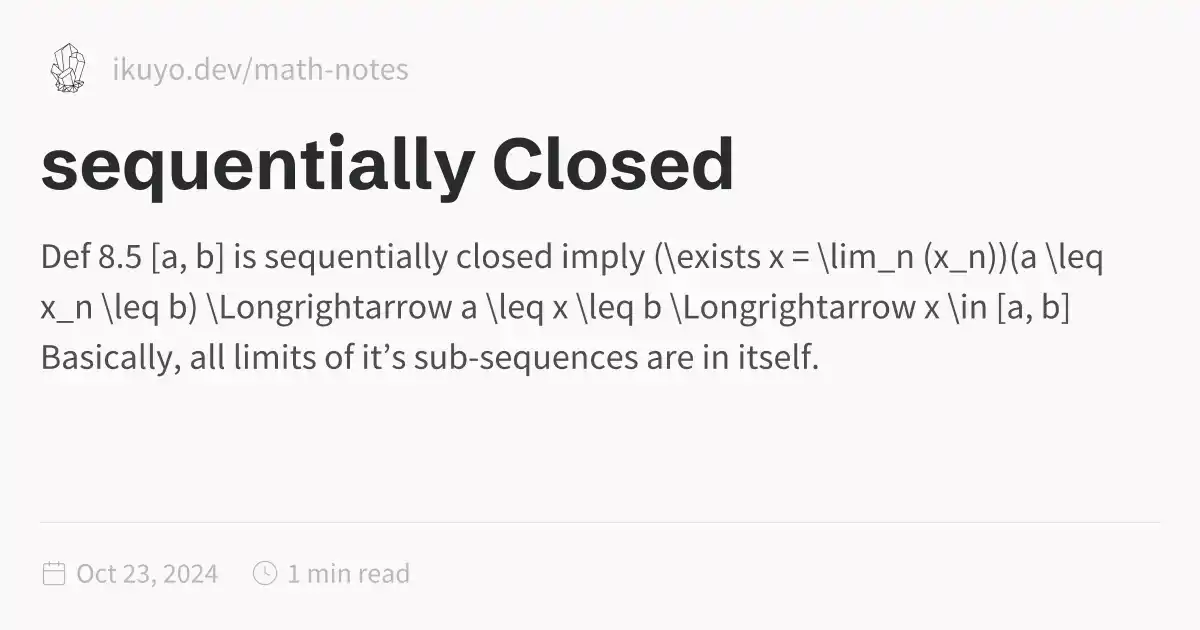 ikuyo.dev/math-notes
sequentially Closed
Def 8.5 [a, b] is sequentially closed imply (\exists x = \lim_n (x_n))(a \leq
x_n \leq b) \Longrightarrow a \leq x \leq b \Longrightarrow x \in [a, b]
Basically, all limits of it’s sub-sequences are in itself.
Oct 23, 2024 1 min read